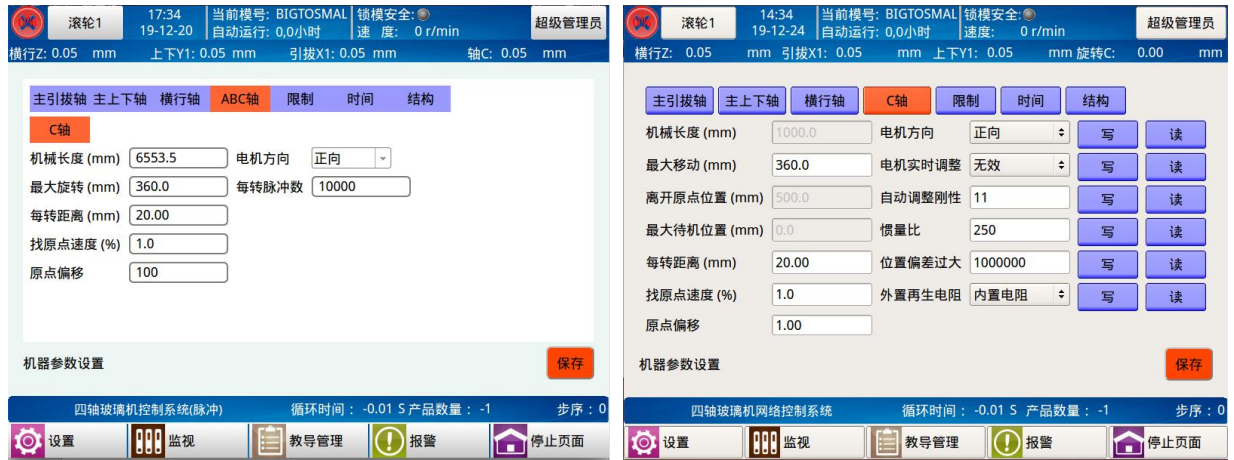 滚轮1
17:34
19-12-20
当前模号: BIGTOSMAL
自动运行: 0,0小时
锁模安全:
速 度: 0 r/min
超级管理员
横行Z: 0.05 mm 上下Y1: 0.05 mm 引拔X1: 0.05 mm 轴C: 0.05 mm
主引拔轴 主上下轴 横行轴 ABC轴 限制 时间 结构
C轴
机械长度 (mm) 6553.5 电机方向 正向
最大旋转 (mm) 360.0 每转脉冲数 10000
每转距离 (mm) 20.00
找原点速度 (%) 1.0
原点偏移 100
机器参数设置 保存
四轴玻璃机控制系统(脉冲) 循环时间 : -0.01 S 产品数量 : -1 步序 : 0
设置 监视 教导管理 报警 停止页面
滚轮1
14:34
19-12-24
当前模号: BIGTOSMAL
自动运行: 0,0小时
锁模安全:
速度: 0 r/min
超级管理员
横行Z: 0.05 mm 引拔X1: 0.05 mm 上下Y1: 0.05 mm 旋转C: 0.00 mm
主引拔轴 主上下轴 横行轴 C轴 限制 时间 结构
机械长度 (mm) 1000.0 电机方向 正向 写 读
最大移动 (mm) 360.0 电机实时调整 无效 写 读
离开原点位置 (mm) 500.0 自动调整刚性 11 写 读
最大待机位置 (mm) 0.0 惯量比 250 写 读
每转距离 (mm) 20.00 位置偏差过大 1000000 写 读
找原点速度 (%) 1.0 外置再生电阻 内置电阻 写 读
原点偏移 1.00
机器参数设置 保存
四轴玻璃机网络控制系统 循环时间 : -0.01 S 产品数量 : -1 步序 : 0
设置 监视 教导管理 报警 停止页面